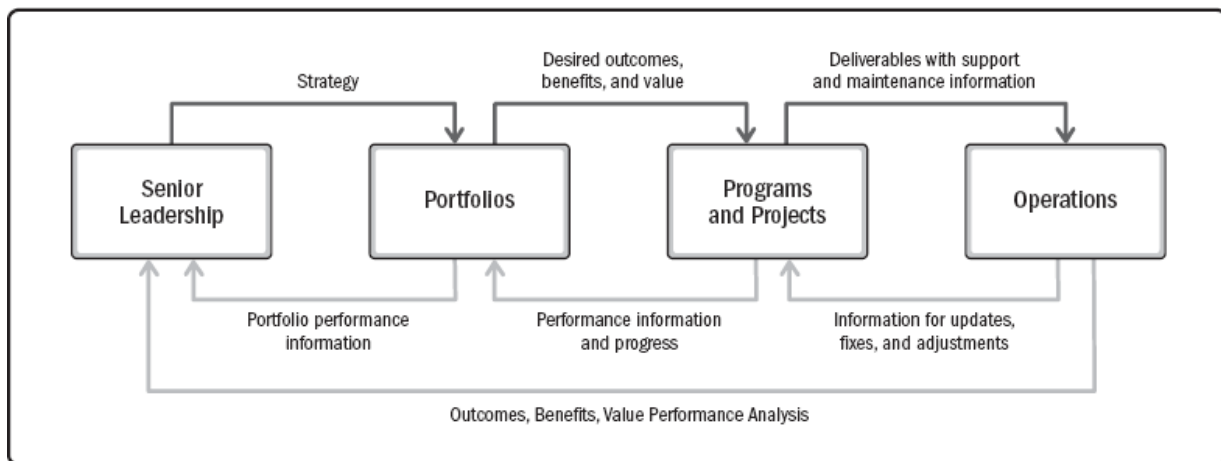 Strategy
Desired outcomes,
benefits, and value
Deliverables with support
and maintenance information
Senior
Leadership
Portfolios
Programs
and Projects
Operations
Portfolio performance
information
Performance information
and progress
Information for updates,
fixes, and adjustments
Outcomes, Benefits, Value Performance Analysis